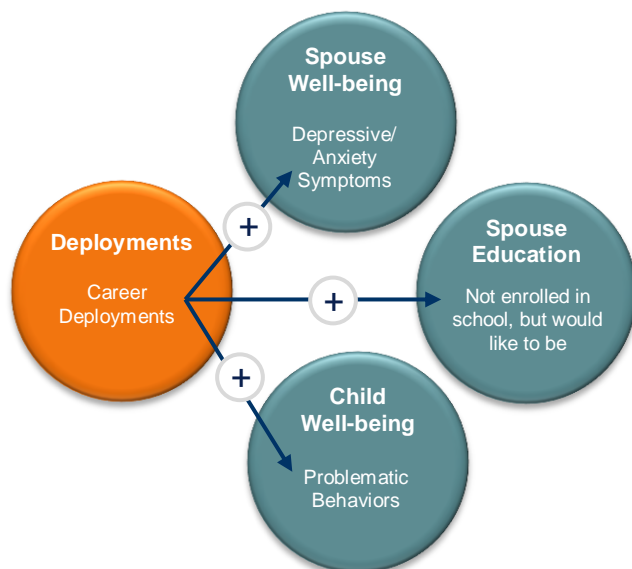 Spouse
Well-being
Depressive/
Anxiety
Symptoms
Deployments
Career
Deployments
+
Spouse
Education
Not enrolled in
school, but would
like to be
+
+
Child
Well-being
Problematic
Behaviors